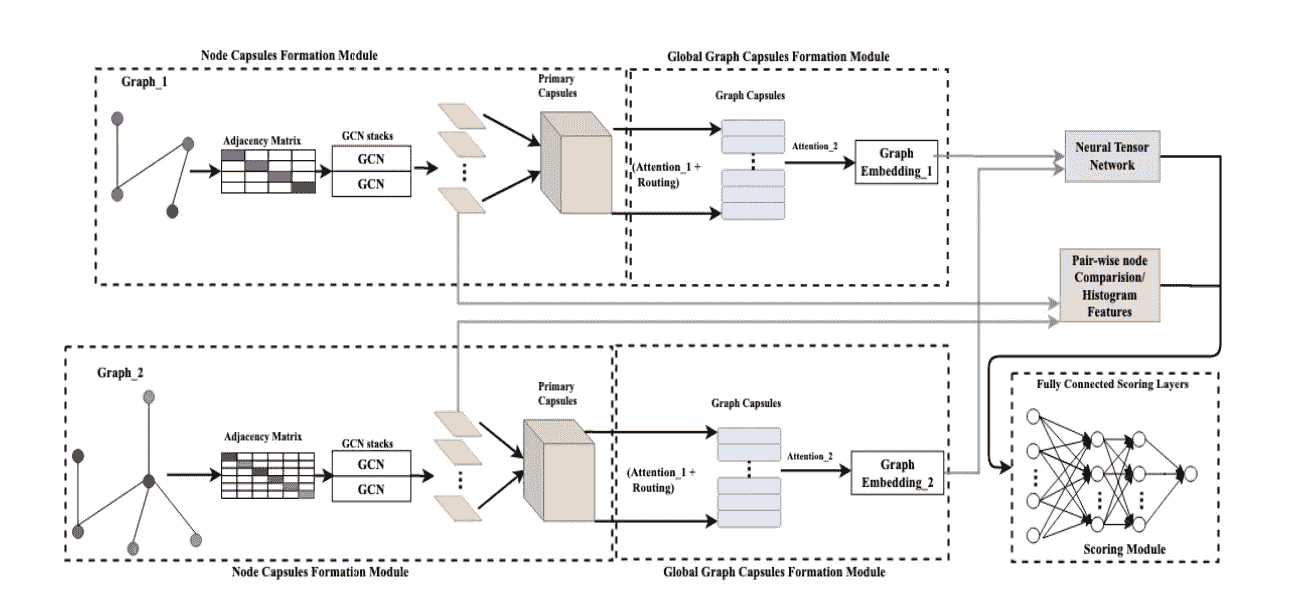 Node Capsules Formation Module
Global Graph Capsules Formation Module
Graph_1
Adjacency Matrix
GCN stacks
GCN
GCN
Primary
Capsules
(Attention_1 +
Routing)
Graph Capsules
Attention_2
Graph
Embedding_1
Neural Tensor
Network
Pair-wise node
Comparision/
Histogram
Features
Graph_2
Adjacency Matrix
GCN stacks
GCN
GCN
Primary
Capsules
(Attention_1 +
Routing)
Graph Capsules
Attention_2
Graph
Embedding_2
Fully Connected Scoring Layers
Scoring Module
Node Capsules Formation Module
Global Graph Capsules Formation Module